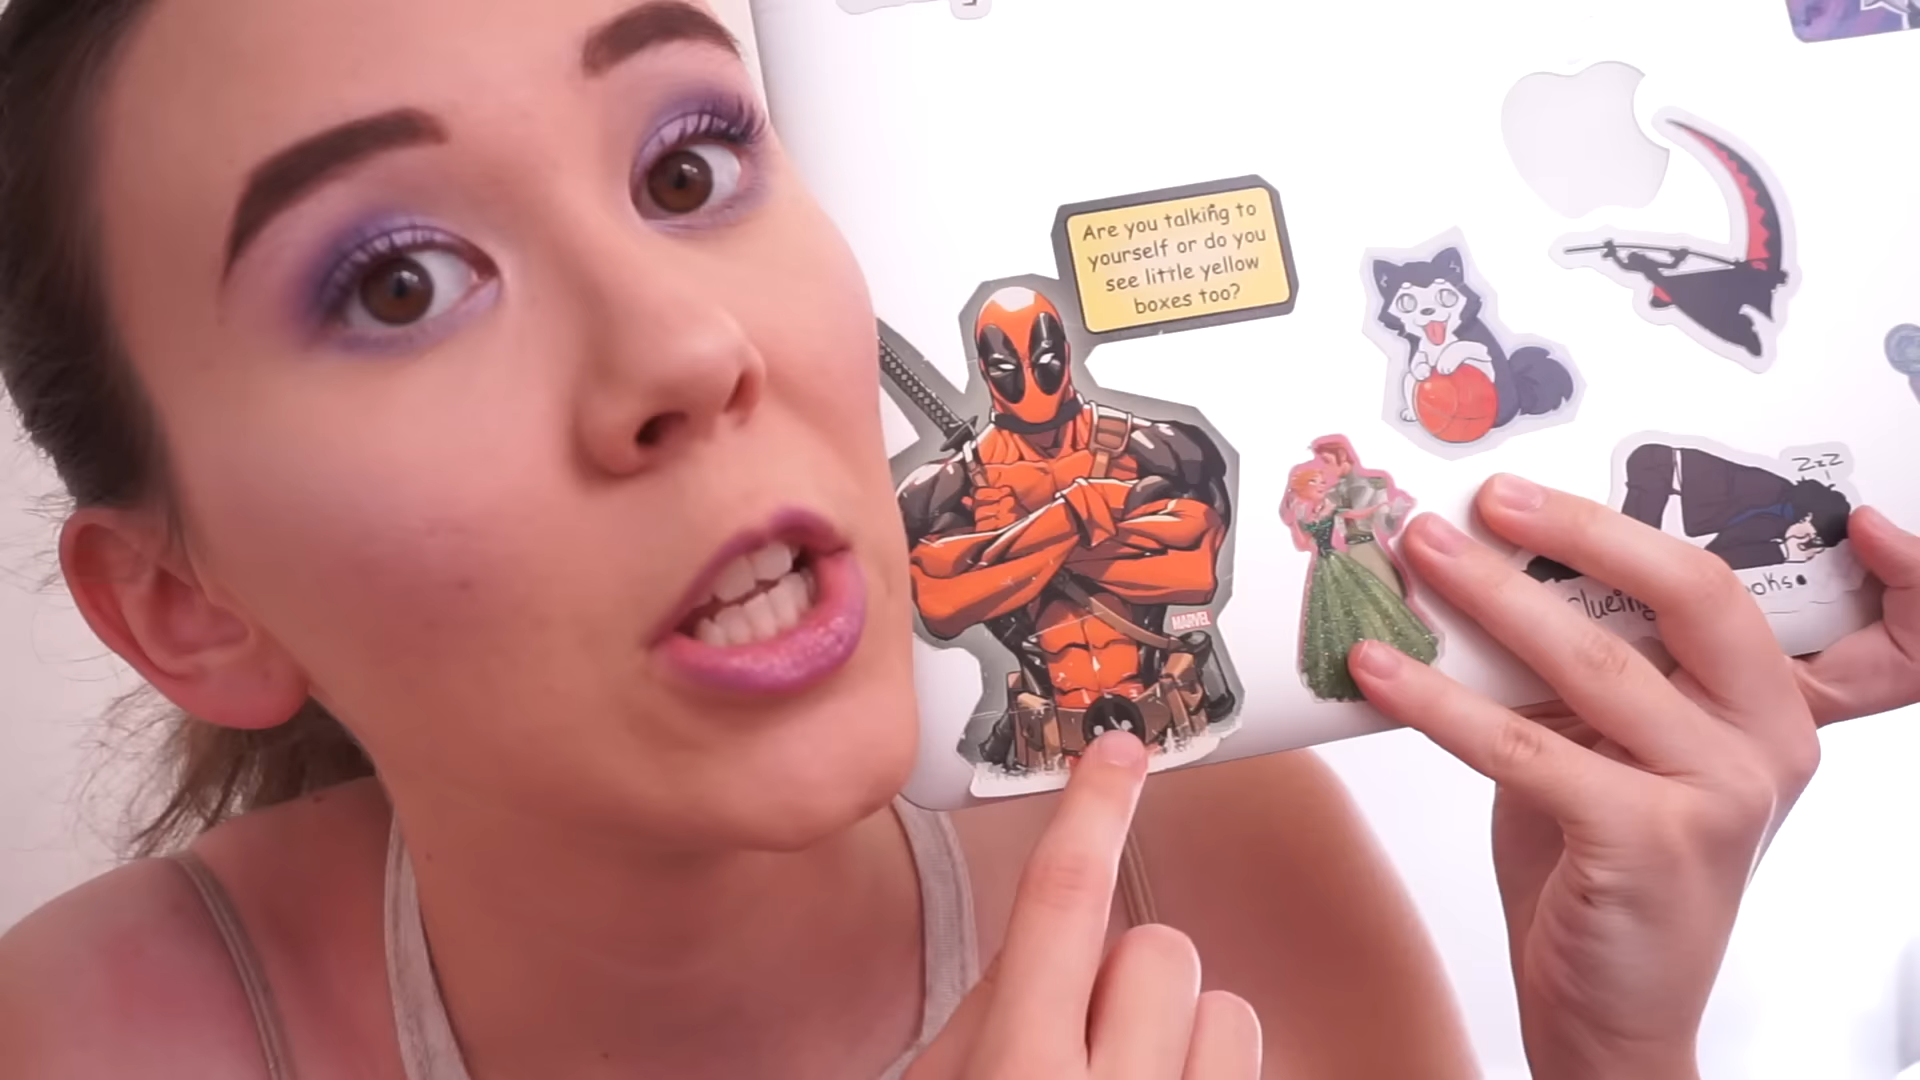 Are you talking to
yourself or do you
see little yellow
boxes too?
MARVEL
ZzZ